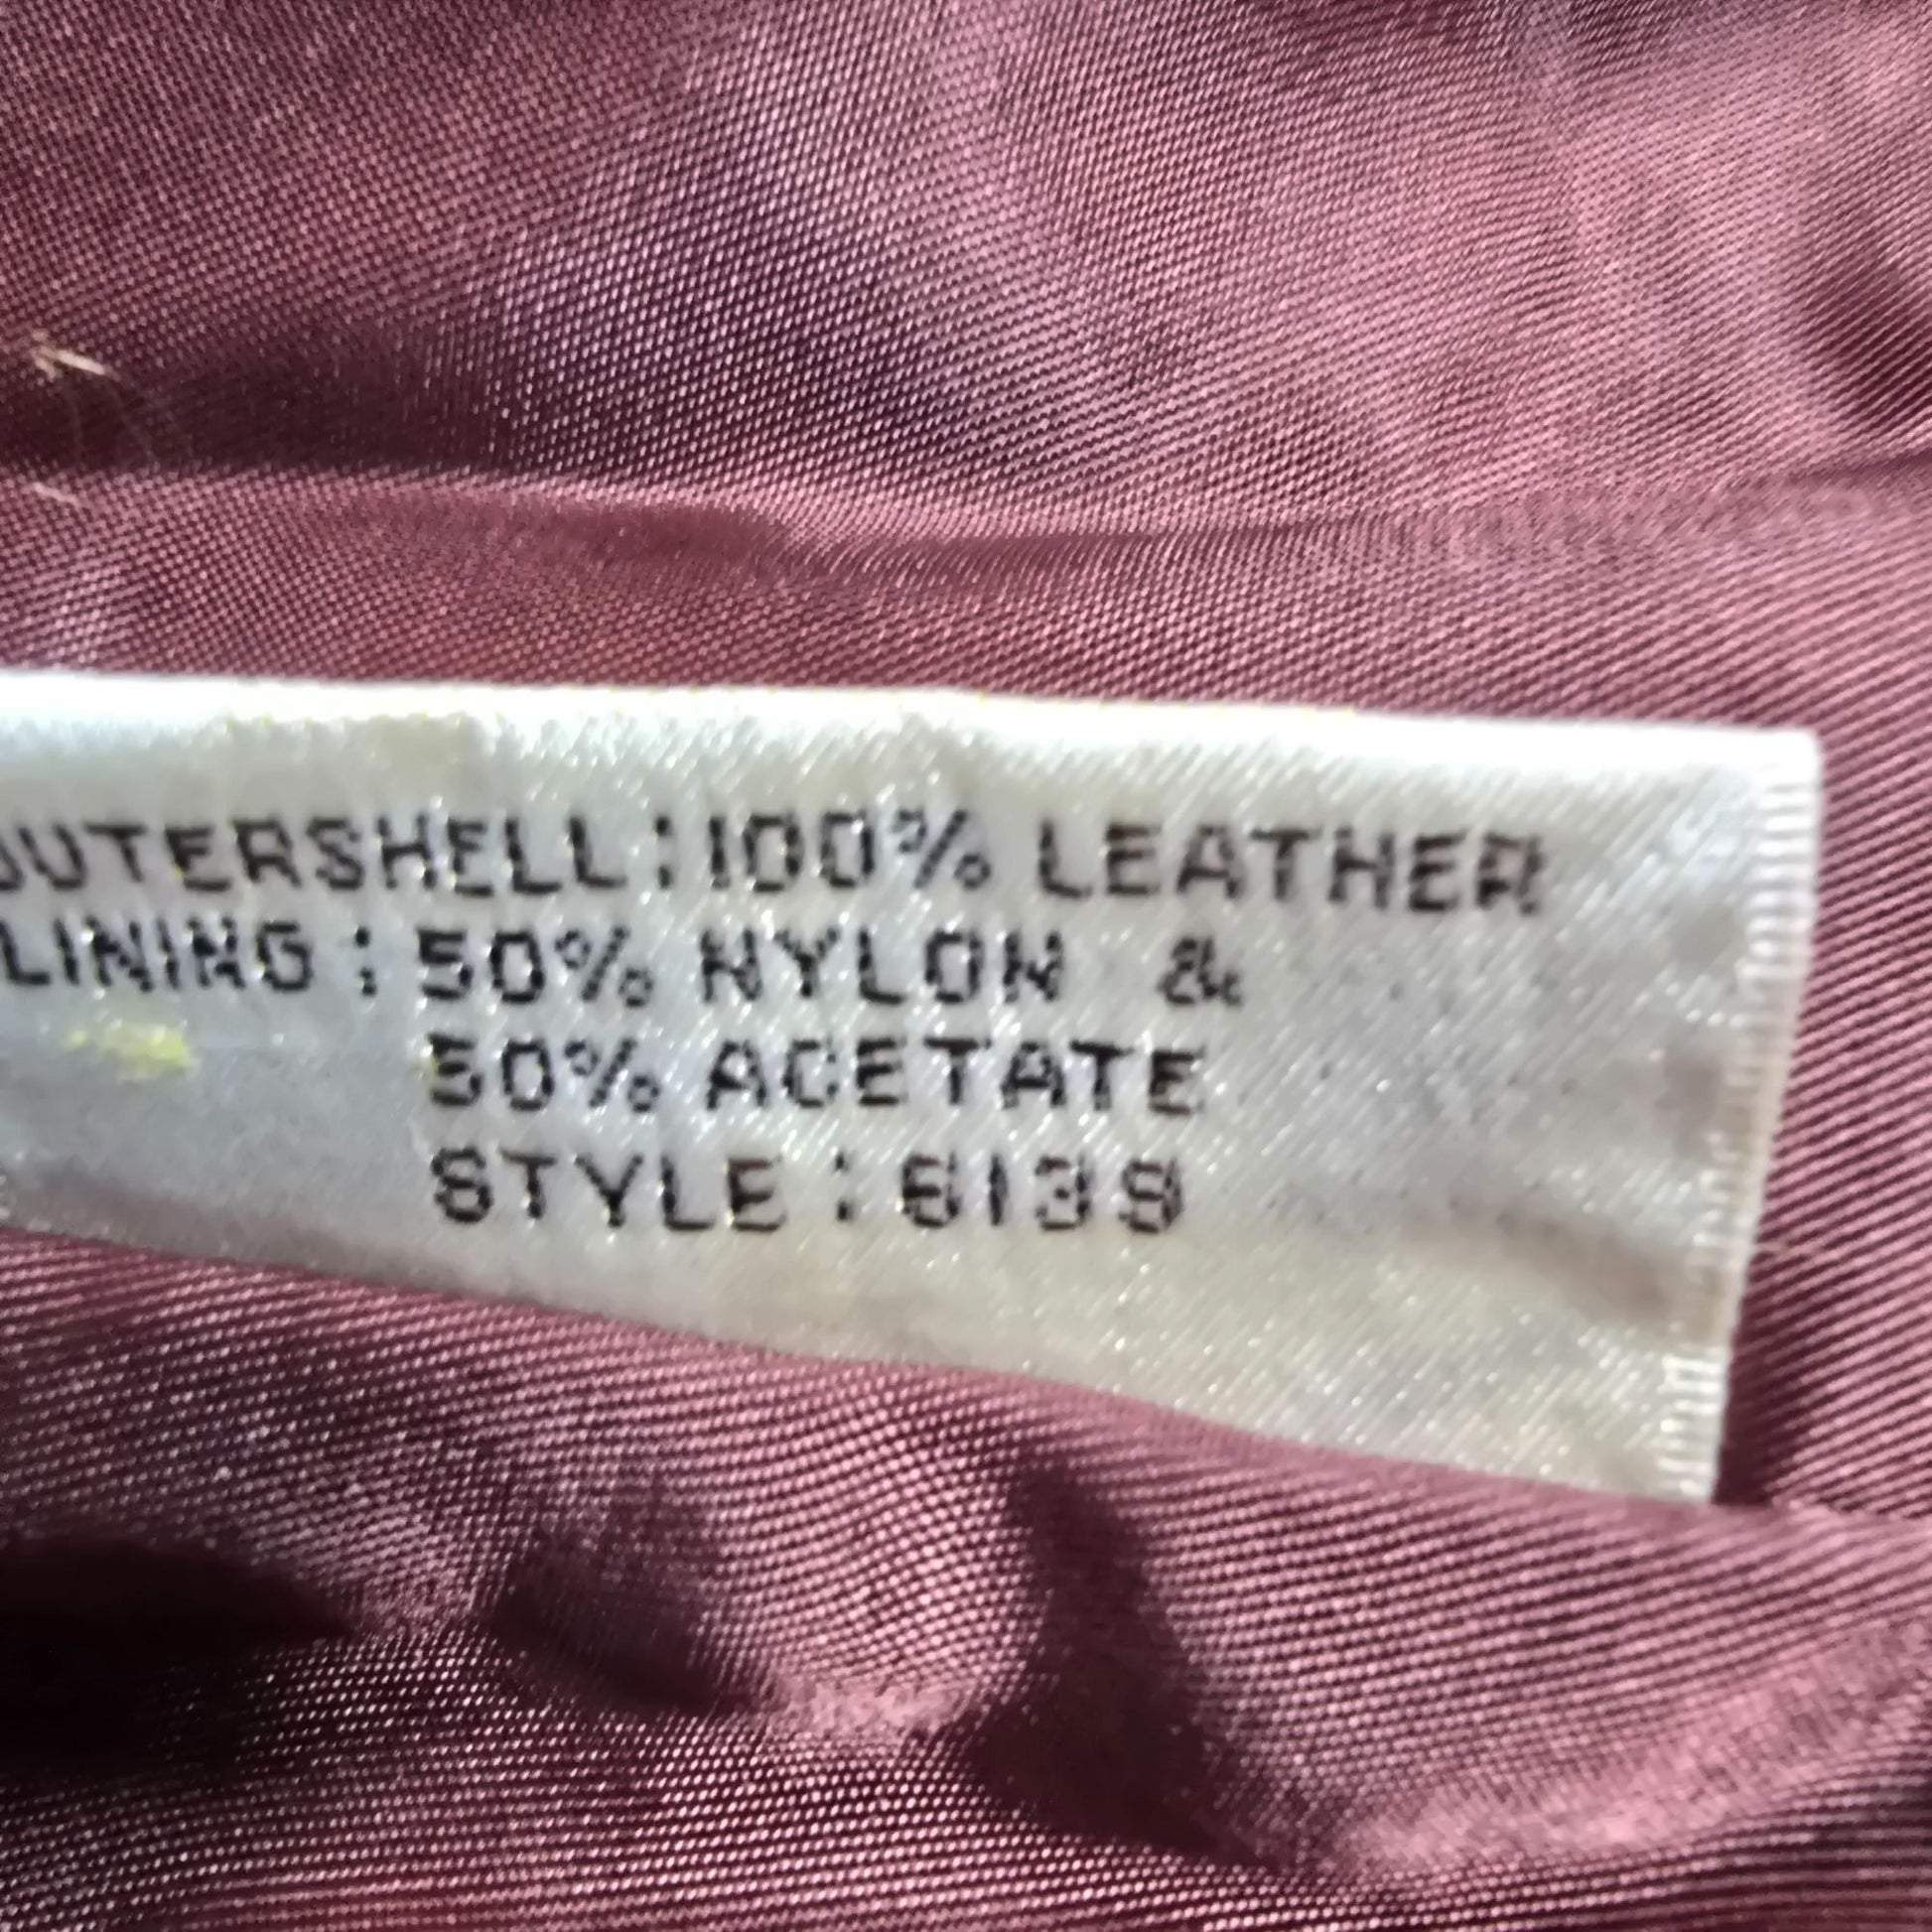 OUTERSHELL:100% LEATHER
LINING: 50% NYLON &
50% ACETATE
STYLE: 6139